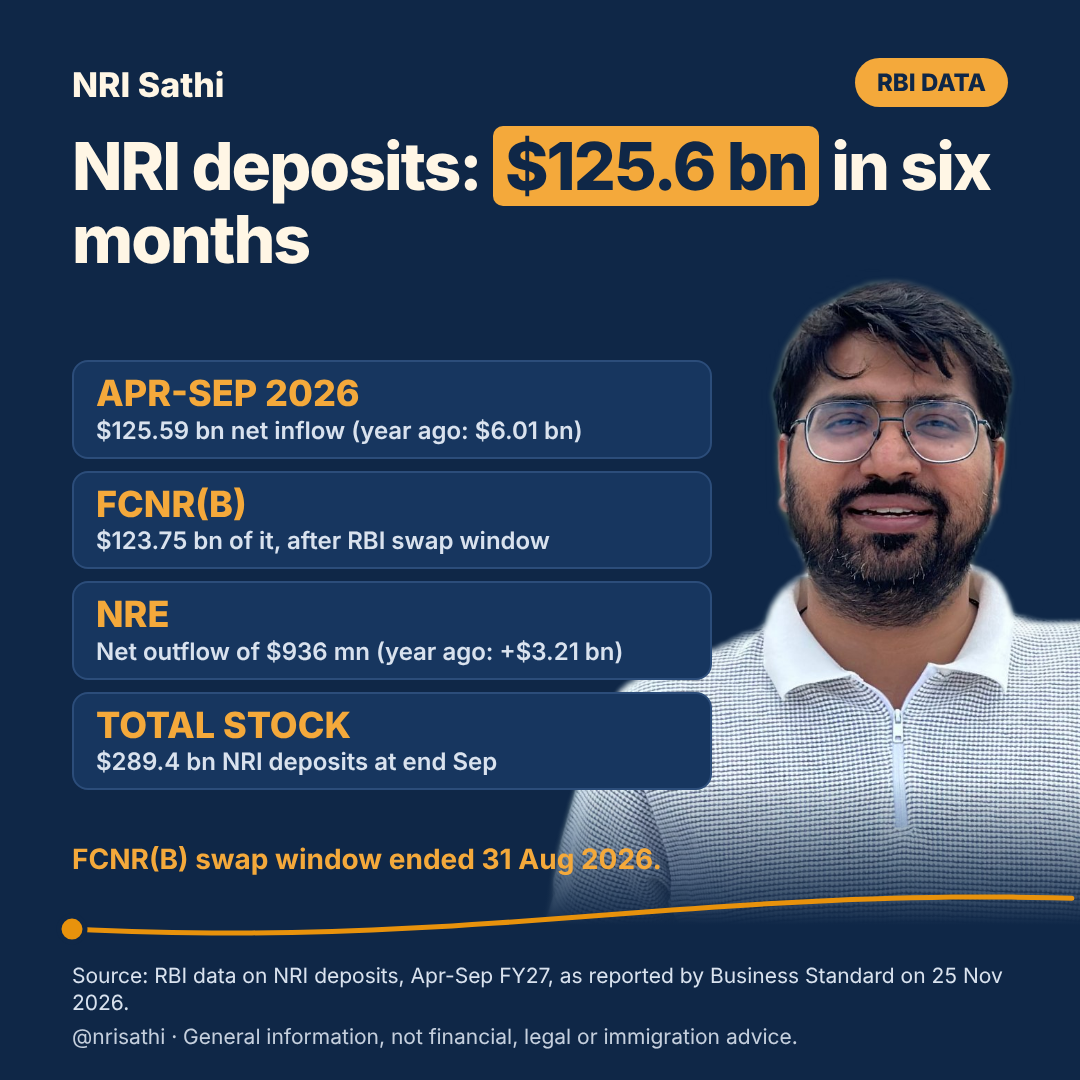 NRI Sathi
RBI DATA
NRI deposits: $125.6 bn in six
months
APR-SEP 2026
$125.59 bn net inflow (year ago: $6.01 bn)
FCNR(B)
$123.75 bn of it, after RBI swap window
NRE
Net outflow of $936 mn (year ago: +$3.21 bn)
TOTAL STOCK
$289.4 bn NRI deposits at end Sep
FCNR(B) swap window ended 31 Aug 2026.
Source: RBI data on NRI deposits, Apr-Sep FY27, as reported by Business Standard on 25 Nov
2026.
@nrisathi · General information, not financial, legal or immigration advice.